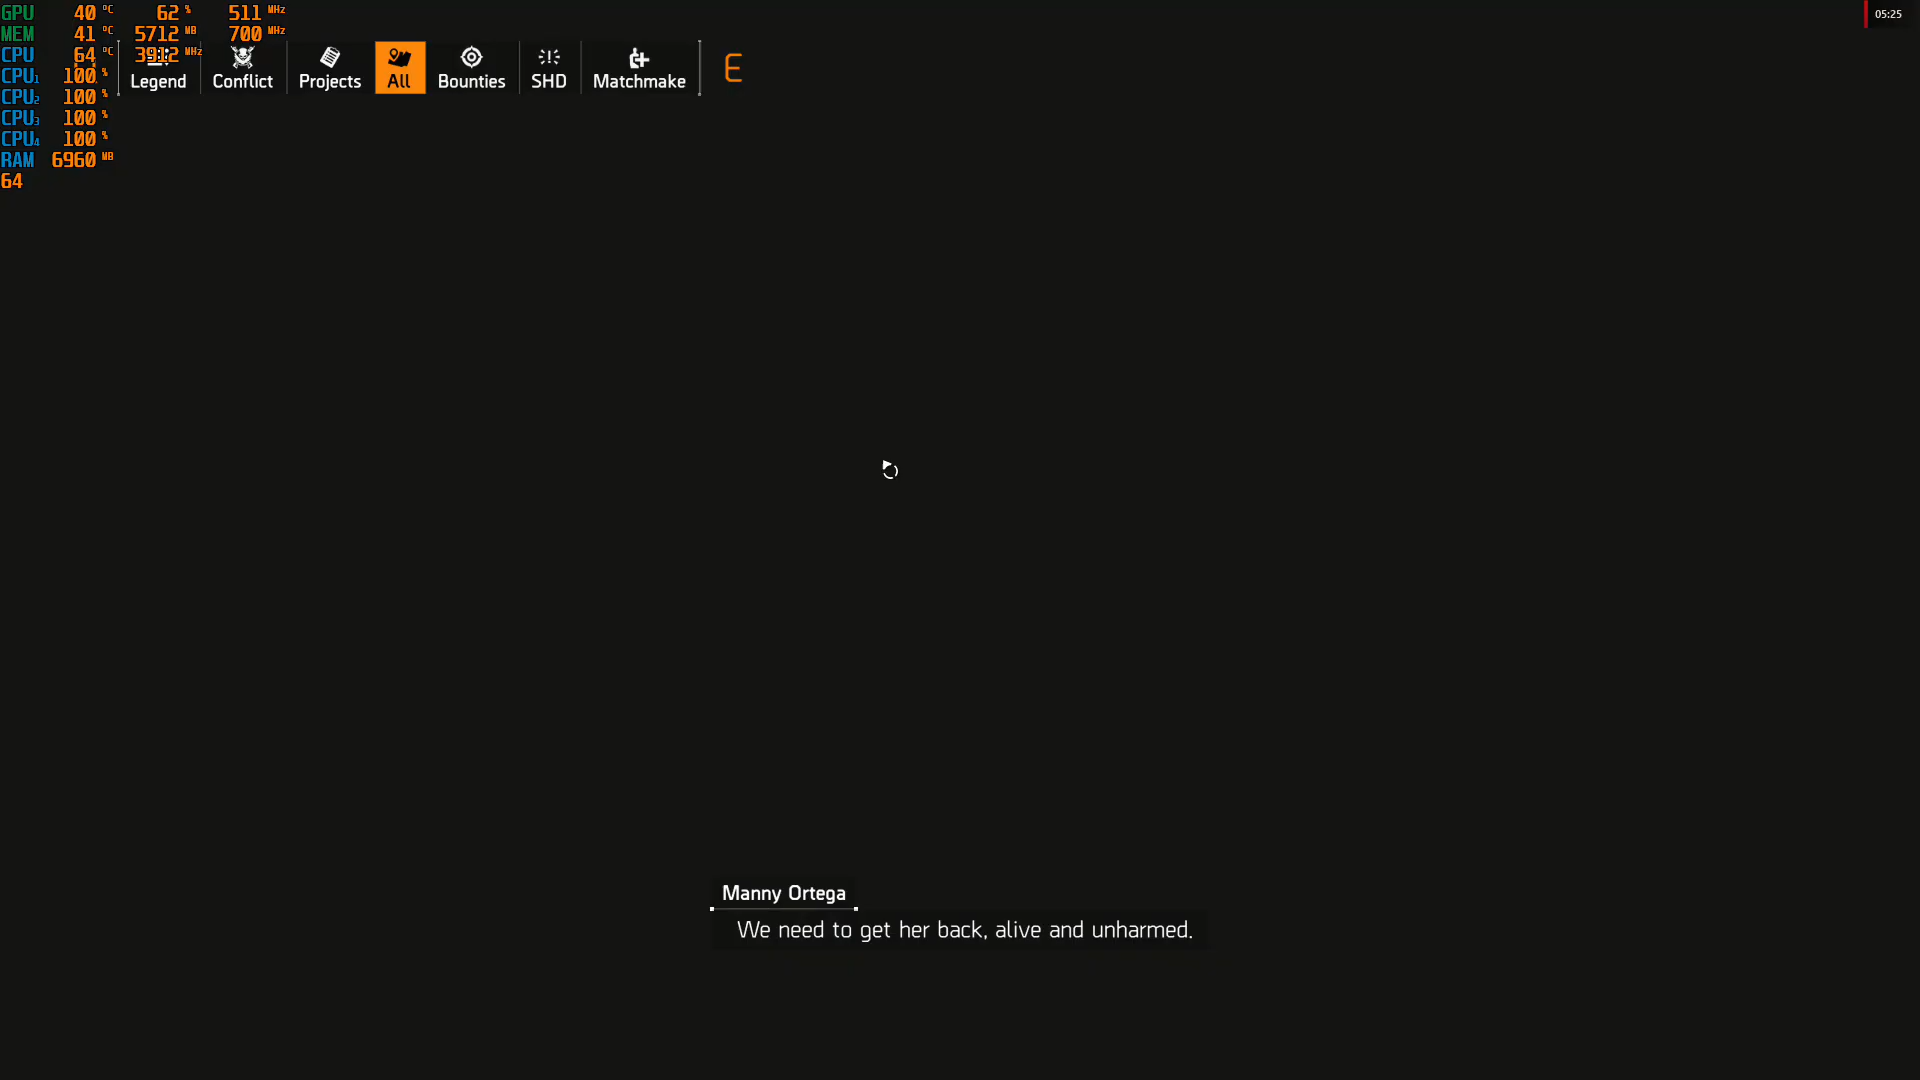 GPU 40 °C 62 % 511 MHz
MEM 41 °C 5712 MB 700 MHz
CPU 64 °C 3912 MHz
CPU1 100 %
CPU2 100 %
CPU3 100 %
CPU4 100 %
RAM 6960 MB
64
Legend Conflict Projects All Bounties SHD Matchmake E
05:25
Manny Ortega
We need to get her back, alive and unharmed.